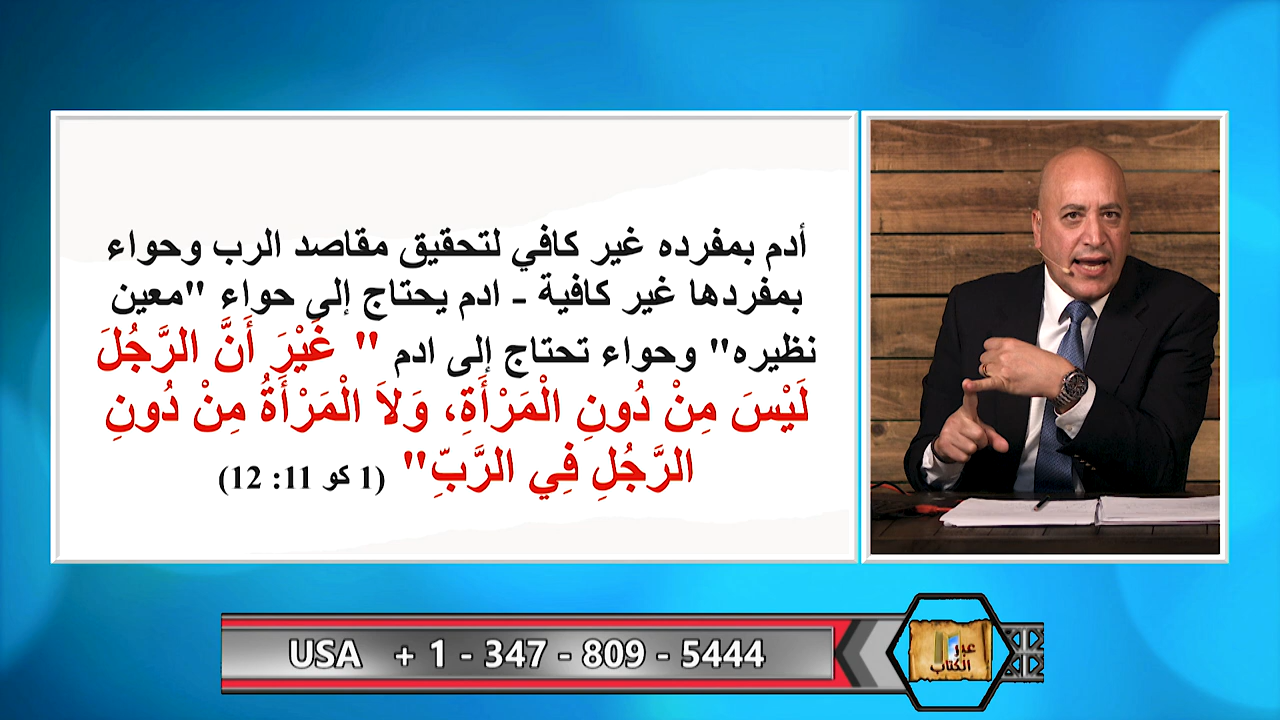 أدم بمفرده غير كافي لتحقيق مقاصد الرب وحواء
بمفردها غير كافية - ادم يحتاج إلى حواء "معين
نظيره" وحواء تحتاج إلى ادم " غَيْرَ أَنَّ الرَّجُلَ
لَيْسَ مِنْ دُونِ الْمَرْأَةِ، وَلاَ الْمَرْأَةُ مِنْ دُونِ
الرَّجُلِ فِي الرَّبِّ" (1 كو 11: 12)
USA + 1 - 347 - 809 - 5444
عبر
الكتاب